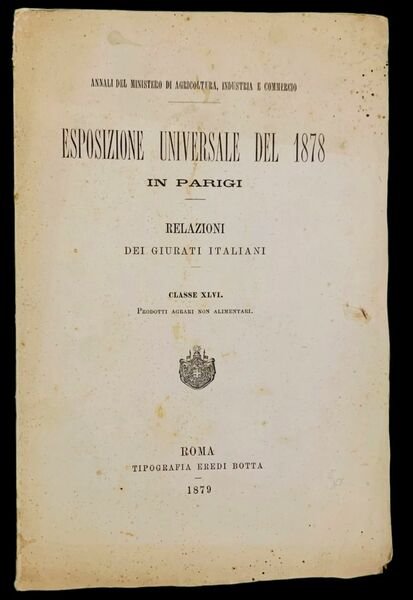 ANNALI DEL MINISTERO DI AGRICOLTURA, INDUSTRIA E COMMERCIO
ESPOSIZIONE UNIVERSALE DEL 1878
IN PARIGI
RELAZIONI
DEI GIURATI ITALIANI
CLASSE XLVI.
PRODOTTI AGRARI NON ALIMENTARI.
ROMA
TIPOGRAFIA EREDI BOTTA
1879